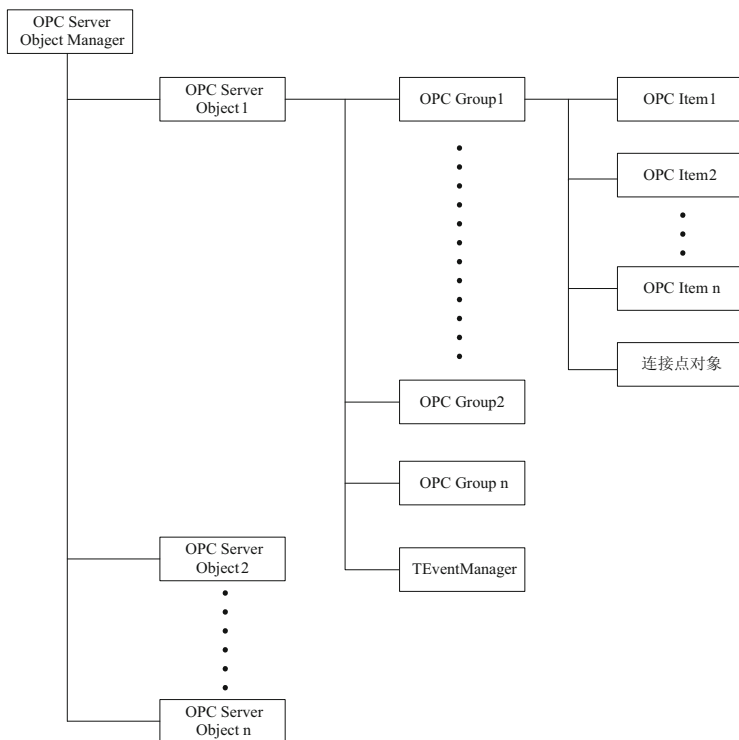 OPC Server
Object Manager
OPC Server
Object 1
OPC Group1
OPC Item1
OPC Item2
OPC Item n
连接点对象
OPC Group2
OPC Group n
TEventManager
OPC Server
Object 2
OPC Server
Object n